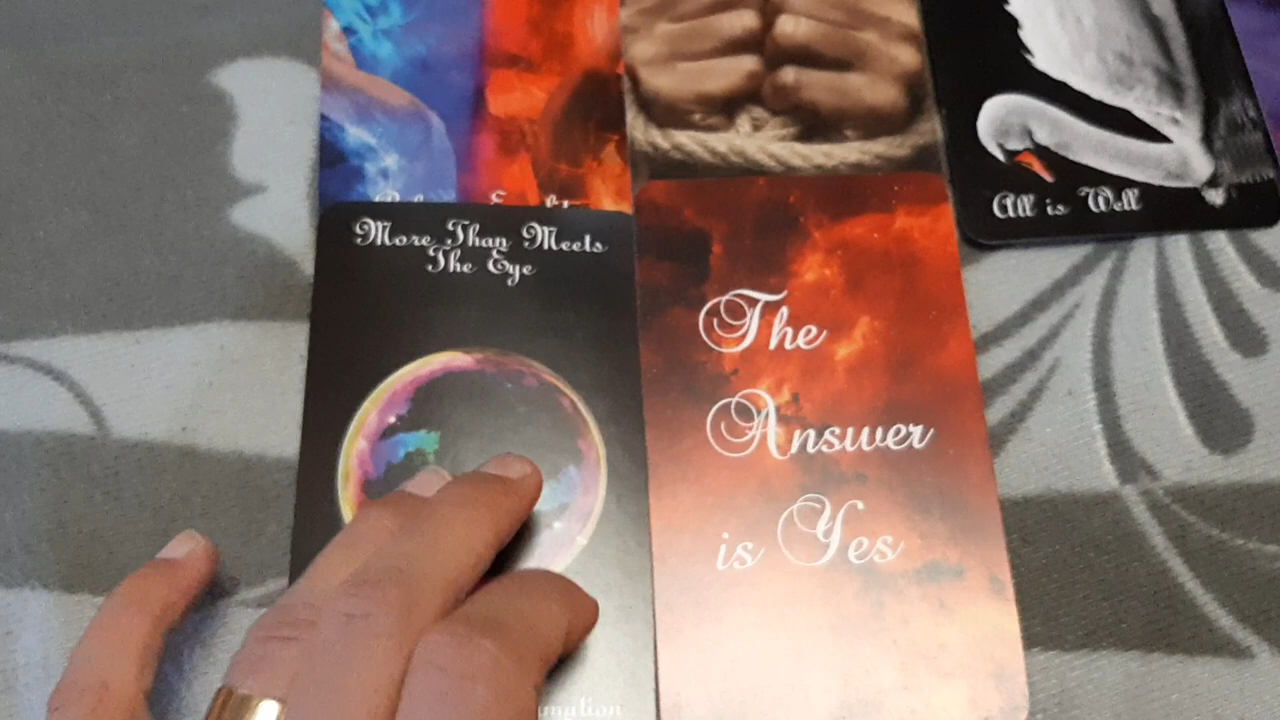 All is Well
More Than Meets
The Eye
The
Answer
is Yes